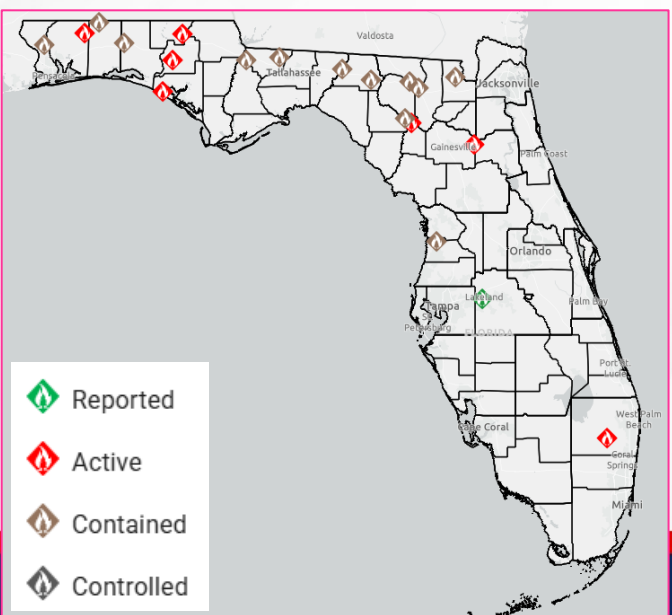 Valdosta
Pensacola
Tallahassee
Jacksonville
Gainesville
Palm Coast
Orlando
Lakeland
Tampa
St.
Petersburg
Palm Bay
FLORIDA
Port St.
Lucie
West Palm
Beach
Cape Coral
Coral
Springs
Miami
Reported
Active
Contained
Controlled